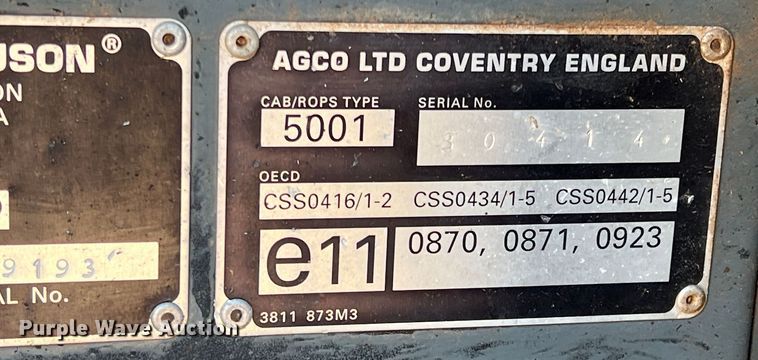 USON®
ON
A
9193
AL No.
AGCO LTD COVENTRY ENGLAND
CAB/ROPS TYPE
5001
SERIAL No.
30414
OECD
CSS0416/1-2 CSS0434/1-5 CSS0442/1-5
e11
0870, 0871, 0923
3811 873M3
Purple Wave Auction